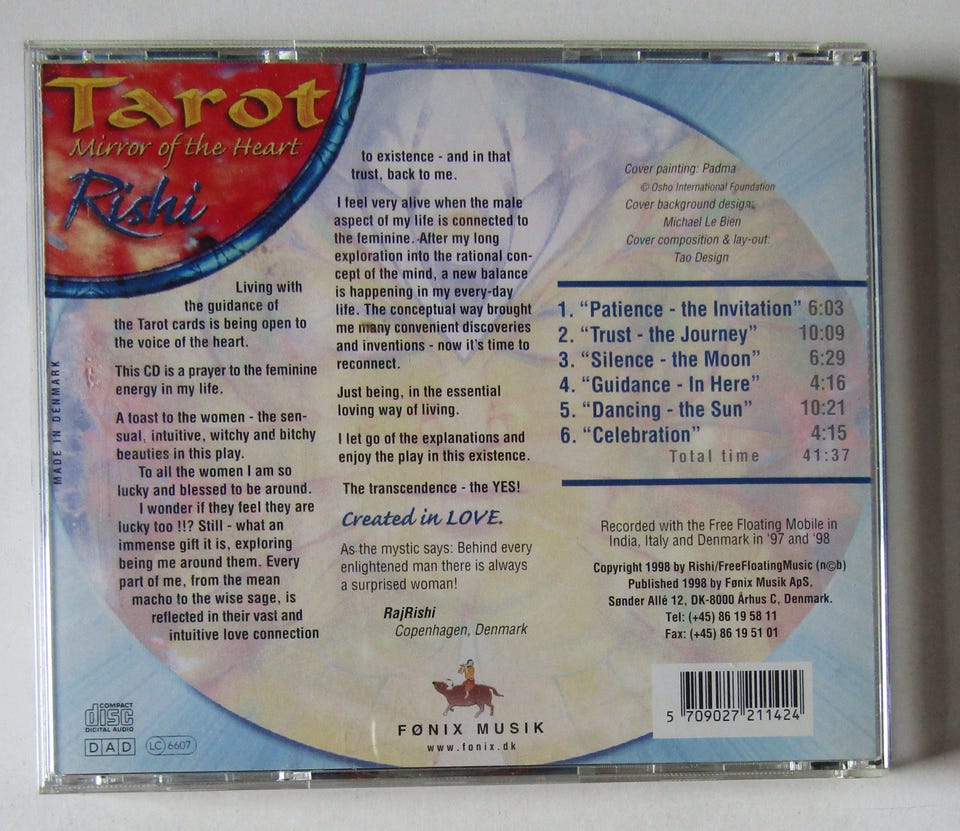 Tarot
Mirror of the Heart
Rishi
Living with
the guidance of
the Tarot cards is being open to
the voice of the heart.
This CD is a prayer to the feminine
energy in my life.
A toast to the women - the sen-
sual, intuitive, witchy and bitchy
beauties in this play.
To all the women I am so
lucky and blessed to be around.
I wonder if they feel they are
lucky too !!? Still - what an
immense gift it is, exploring
being me around them. Every
part of me, from the mean
macho to the wise sage, is
reflected in their vast and
intuitive love connection
to existence - and in that
trust, back to me.
I feel very alive when the male
aspect of my life is connected to
the feminine. After my long
exploration into the rational con-
cept of the mind, a new balance
is happening in my every-day
life. The conceptual way brought
me many convenient discoveries
and inventions - now it's time to
reconnect.
Just being, in the essential
loving way of living.
I let go of the explanations and
enjoy the play in this existence.
The transcendence - the YES!
Created in LOVE.
As the mystic says: Behind every
enlightened man there is always
a surprised woman!
RajRishi
Copenhagen, Denmark
Cover painting: Padma
© Osho International Foundation
Cover background design:
Michael Le Bien
Cover composition & lay-out:
Tao Design
1. “Patience - the Invitation” 6:03
2. “Trust - the Journey” 10:09
3. “Silence - the Moon” 6:29
4. “Guidance - In Here” 4:16
5. “Dancing - the Sun” 10:21
6. “Celebration” 4:15
Total time 41:37
Recorded with the Free Floating Mobile in
India, Italy and Denmark in '97 and '98
Copyright 1998 by Rishi/FreeFloatingMusic (n©b)
Published 1998 by Fønix Musik ApS,
Sønder Allé 12, DK-8000 Århus C, Denmark.
Tel: (+45) 86 19 58 11
Fax: (+45) 86 19 51 01
MADE IN DENMARK
COMPACT
disc
DIGITAL AUDIO
DAD
LC 6607
FØNIX MUSIK
www.fonix.dk
5 709027 211424